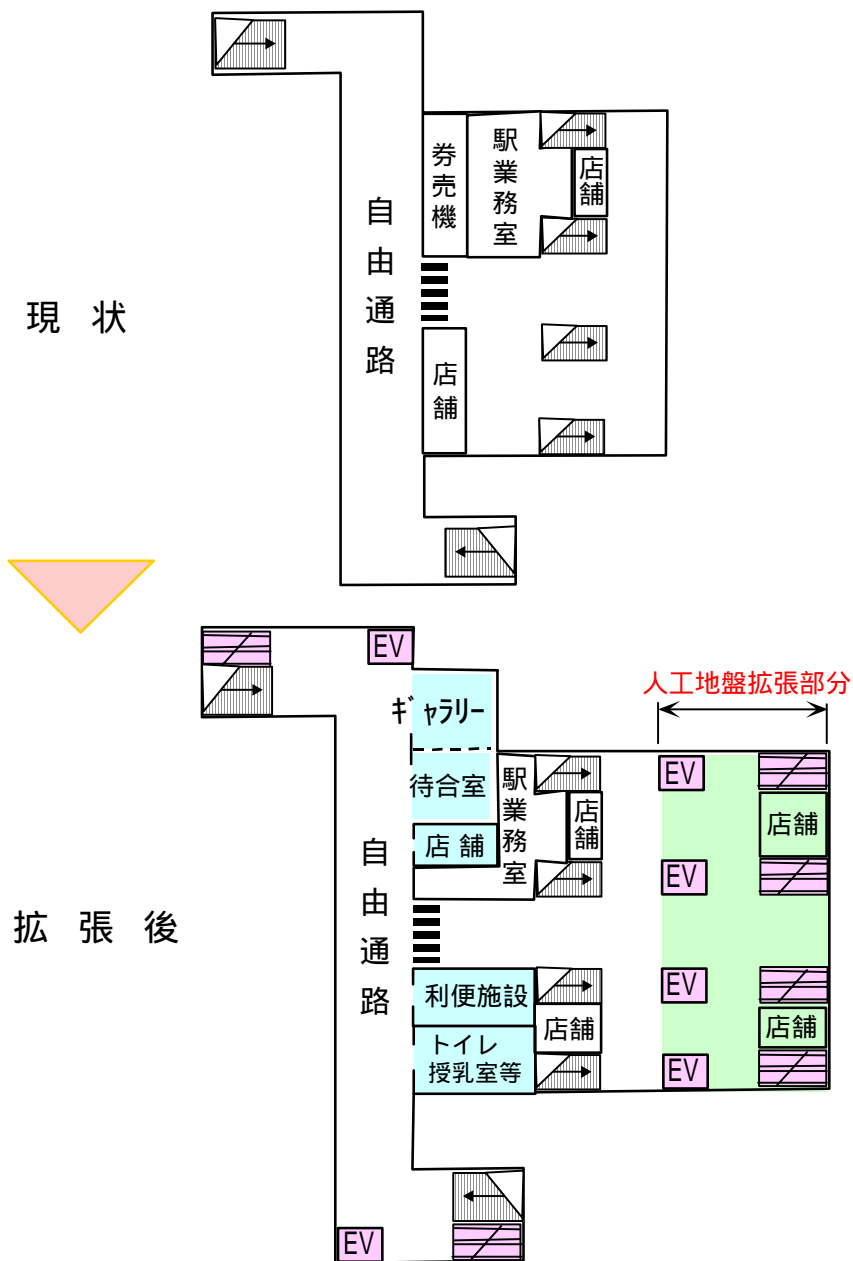 券売機
駅業務室
店舗
自由通路
現 状
店舗
EV
人工地盤拡張部分
ギャラリー
EV
待合室
駅業務室
店舗
店舗
店 舗
自由通路
EV
拡 張 後
利便施設
EV
店舗
店舗
トイレ
授乳室等
EV
EV